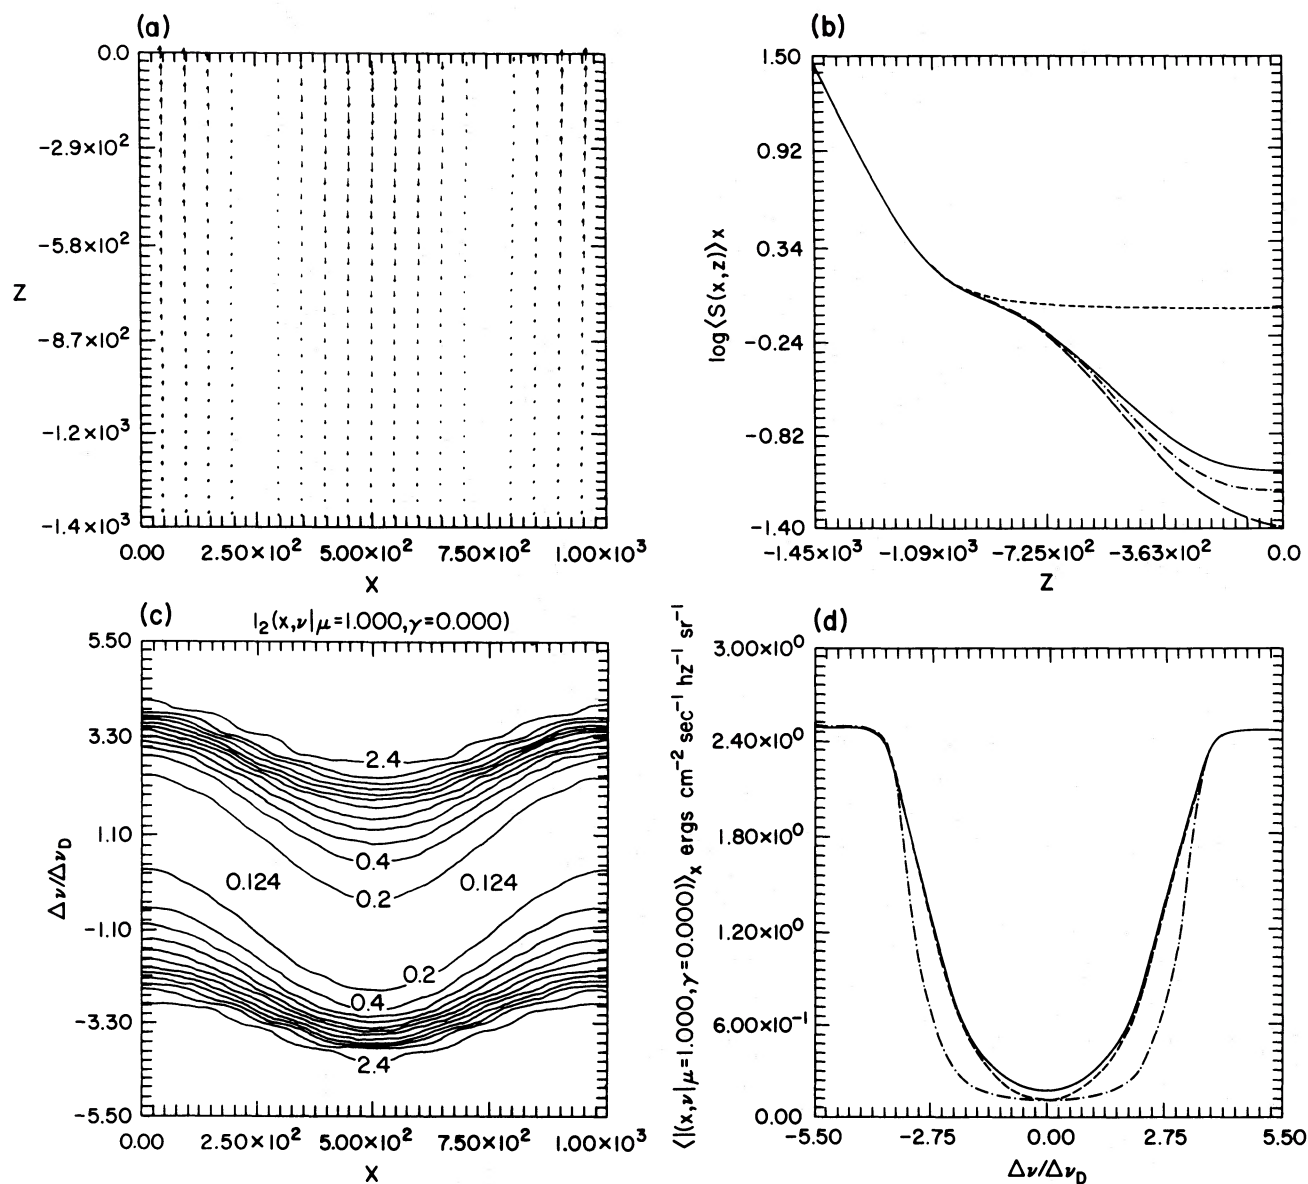 (a)
0.0
-2.9×10²
-5.8×10²
-8.7×10²
-1.2×10³
-1.4×10³
Z
0.00 2.50×10² 5.00×10² 7.50×10² 1.00×10³
X
(b)
1.50
0.92
0.34
-0.24
-0.82
-1.40
log⟨S(x,z)⟩x
-1.45×10³ -1.09×10³ -7.25×10² -3.63×10² 0.0
Z
(c)
I₂(x,ν|μ=1.000,γ=0.000)
5.50
3.30
1.10
-1.10
-3.30
-5.50
Δν/Δν_D
2.4
0.4
0.124 0.2 0.124
0.2
0.4
2.4
0.00 2.50×10² 5.00×10² 7.50×10² 1.00×10³
X
(d)
3.00×10⁰
2.40×10⁰
1.80×10⁰
1.20×10⁰
6.00×10⁻¹
0.00
⟨I(x,ν|μ=1.000,γ=0.000)⟩ₓ ergs cm⁻² sec⁻¹ hz⁻¹ sr⁻¹
-5.50 -2.75 0.00 2.75 5.50
Δν/Δν_D